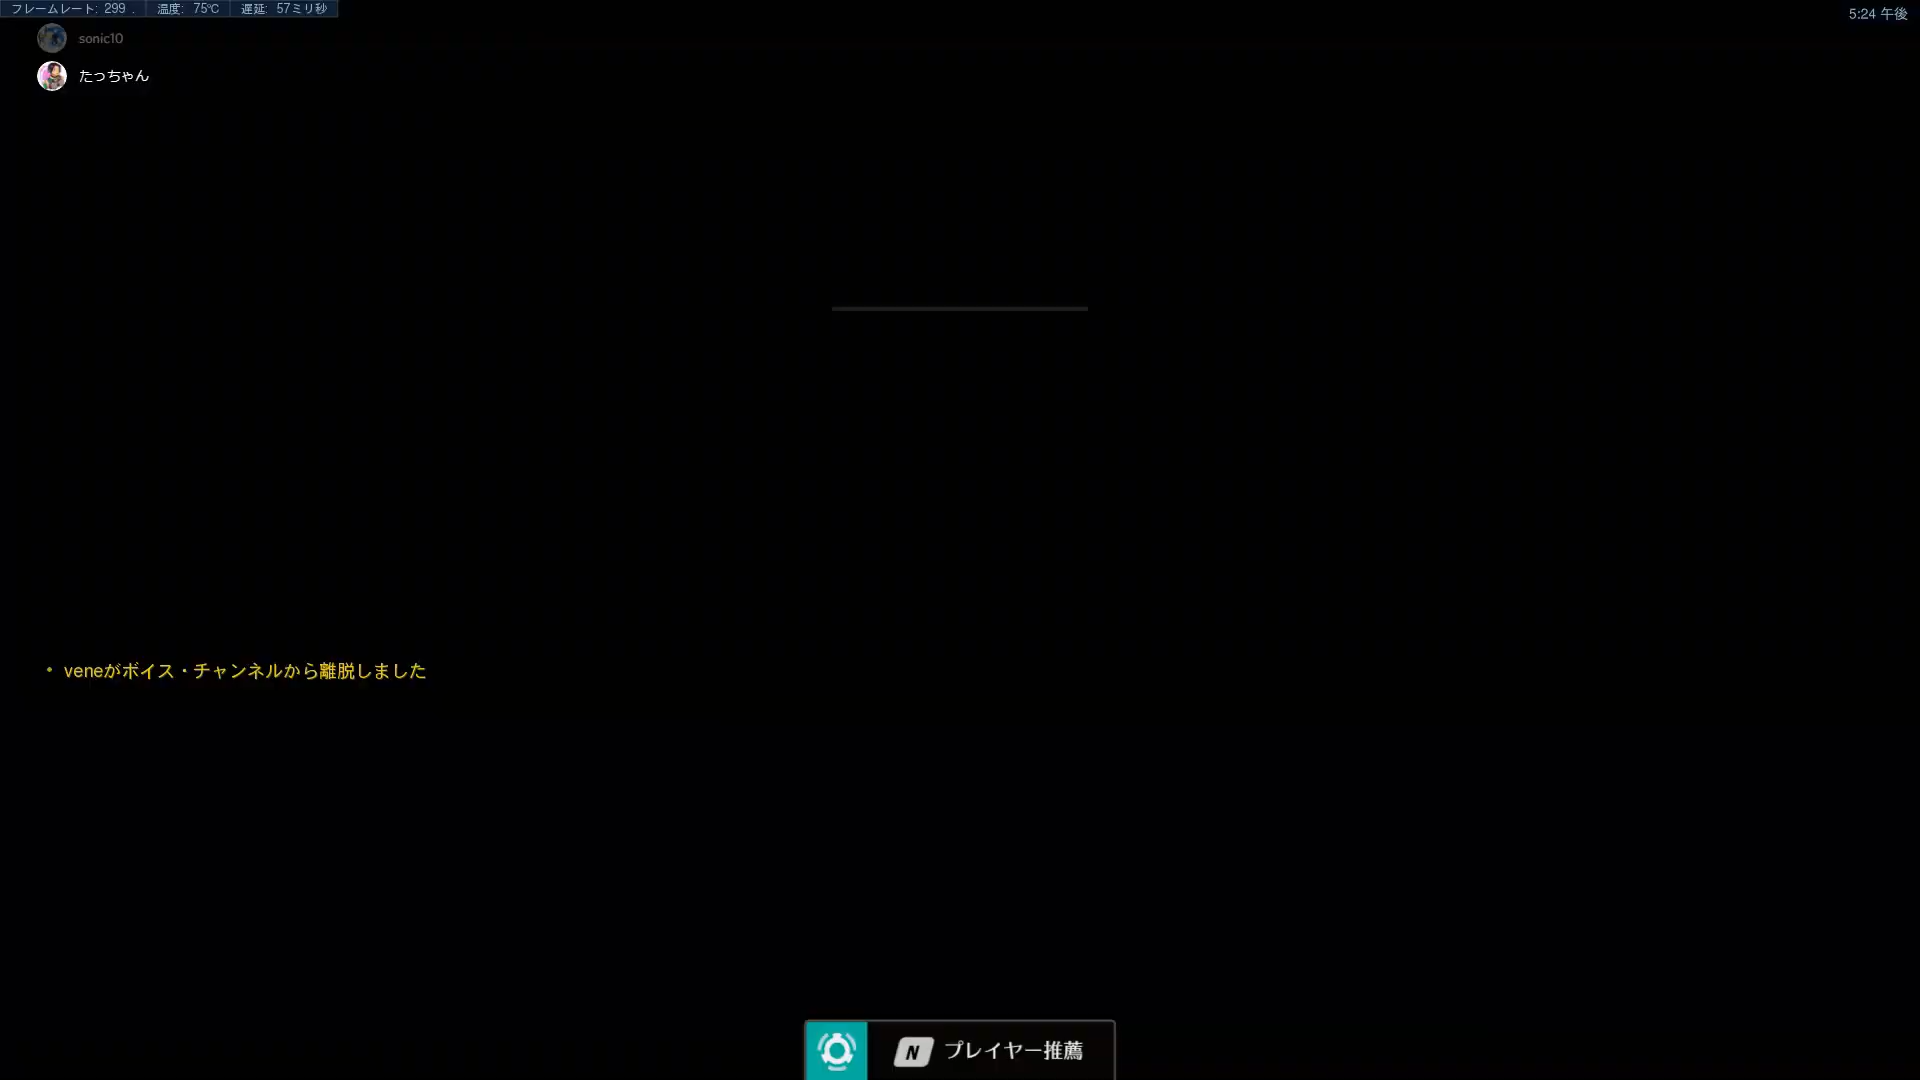 フレームレート: 299 . 温度: 75℃ 遅延: 57ミリ秒
5:24 午後
sonic10
たっちゃん
・ veneがボイス・チャンネルから離脱しました
N プレイヤー推薦